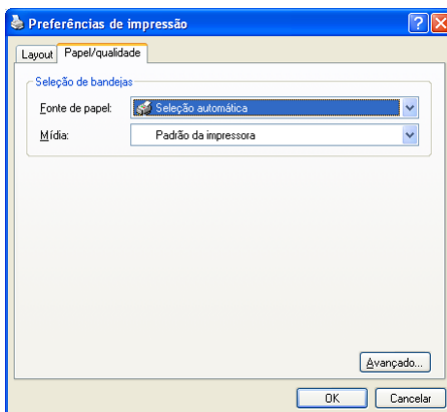 Preferências de impressão
Layout Papel/qualidade
Seleção de bandejas
Fonte de papel: Seleção automática
Mídia: Padrão da impressora
Avançado...
OK Cancelar